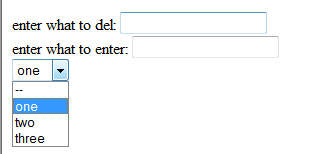 enter what to del:
enter what to enter:
one
--
one
two
three